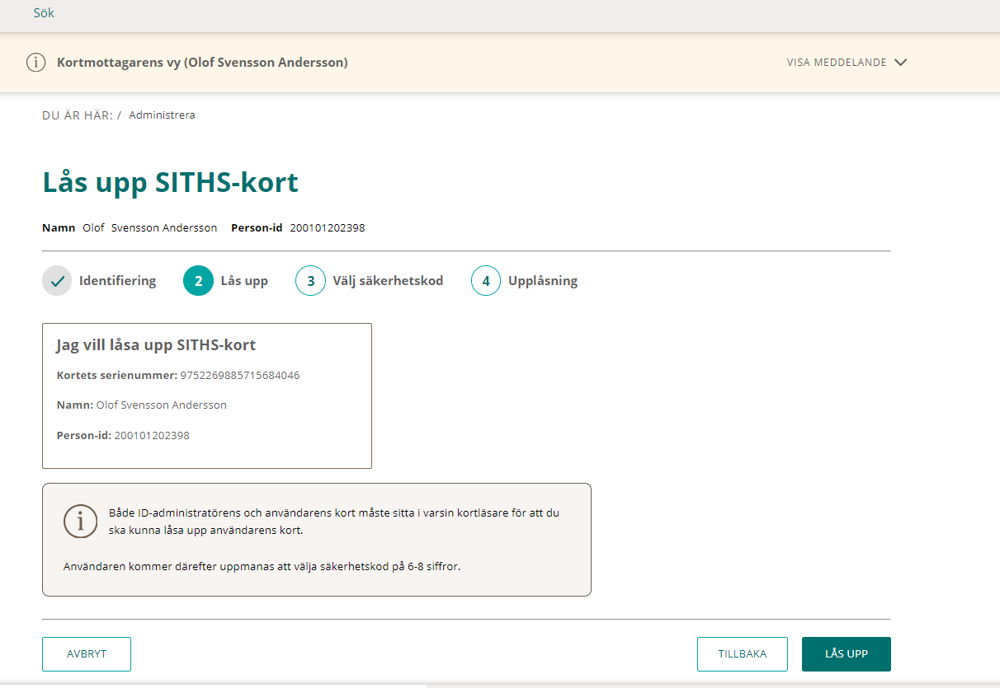 Sök
Kortmottagarens vy (Olof Svensson Andersson)
VISA MEDDELANDE
DU ÄR HÄR: / Administrera
Lås upp SITHS-kort
Namn Olof Svensson Andersson Person-id 200101202398
Identifiering 2 Lås upp 3 Välj säkerhetskod 4 Upplåsning
Jag vill låsa upp SITHS-kort
Kortets serienummer: 9752269885715684046
Namn: Olof Svensson Andersson
Person-id: 200101202398
Både ID-administratörens och användarens kort måste sitta i varsin kortläsare för att du
ska kunna låsa upp användarens kort.
Användaren kommer därefter uppmanas att välja säkerhetskod på 6-8 siffror.
AVBRYT
TILLBAKA
LÅS UPP